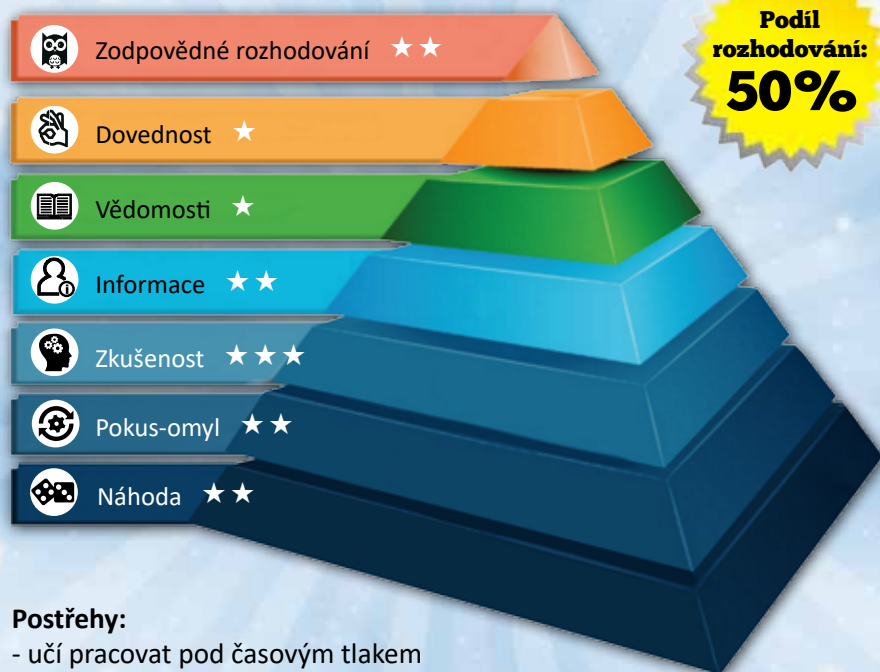 Podíl
rozhodování:
50%
Zodpovědné rozhodování ★★
Dovednost ★
Vědomosti ★
Informace ★★
Zkušenost ★★★
Pokus-omyl ★★
Náhoda ★★
Postřehy:
- učí pracovat pod časovým tlakem